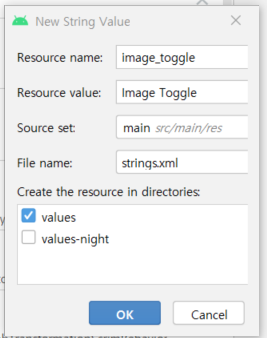 New String Value
Resource name: image_toggle
Resource value: Image Toggle
Source set: main src/main/res
File name: strings.xml
Create the resource in directories:
values
values-night
OK Cancel